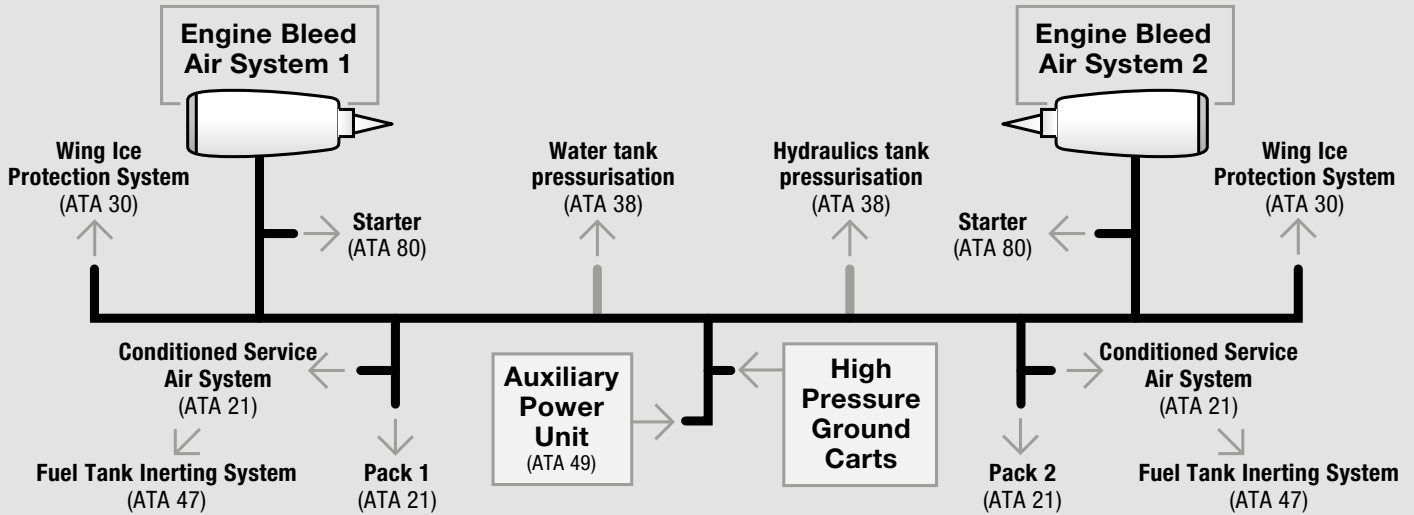 Engine Bleed
Air System 1
Engine Bleed
Air System 2
Wing Ice
Protection System
(ATA 30)
Water tank
pressurisation
(ATA 38)
Hydraulics tank
pressurisation
(ATA 38)
Wing Ice
Protection System
(ATA 30)
Starter
(ATA 80)
Starter
(ATA 80)
Conditioned Service
Air System
(ATA 21)
Auxiliary
Power
Unit
(ATA 49)
High
Pressure
Ground
Carts
Conditioned Service
Air System
(ATA 21)
Fuel Tank Inerting System
(ATA 47)
Pack 1
(ATA 21)
Pack 2
(ATA 21)
Fuel Tank Inerting System
(ATA 47)